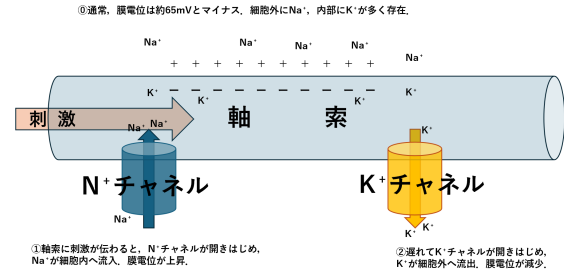 ⓪通常，膜電位は約65mVとマイナス．細胞外にNa⁺，内部にK⁺が多く存在．
Na⁺ Na⁺ Na⁺ Na⁺ Na⁺
+ + + + + + + + +
K⁺ − − − − − − − − − K⁺
K⁺ K⁺
刺 激 軸 索
Na⁺ Na⁺ K⁺
N⁺チャネル K⁺チャネル
Na⁺ K⁺ K⁺
①軸索に刺激が伝わると，N⁺チャネルが開きはじめ，
Na⁺が細胞内へ流入．膜電位が上昇．
②遅れてK⁺チャネルが開きはじめ，
K⁺が細胞外へ流出．膜電位が減少．